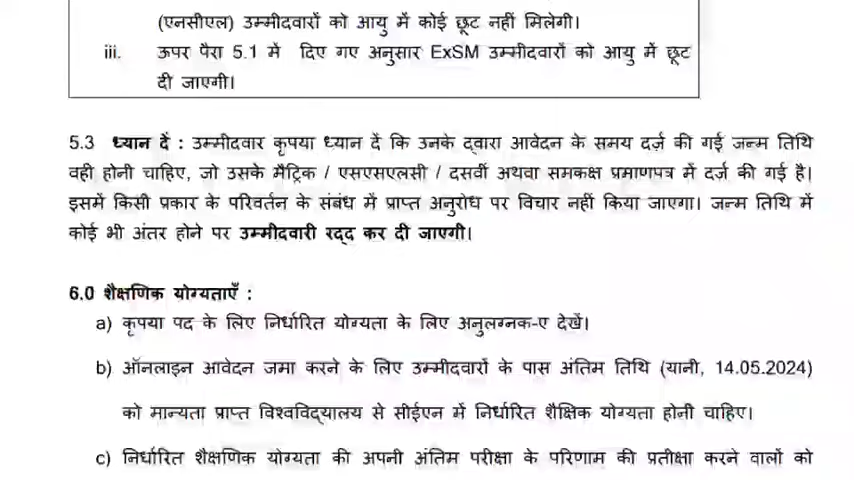 (एनसीएल) उम्मीदवारों को आयु में कोई छूट नहीं मिलेगी।
iii. ऊपर पैरा 5.1 में दिए गए अनुसार ExSM उम्मीदवारों को आयु में छूट
दी जाएगी।
5.3 ध्यान दें : उम्मीदवार कृपया ध्यान दें कि उनके द्वारा आवेदन के समय दर्ज़ की गई जन्म तिथि
वही होनी चाहिए, जो उसके मैट्रिक / एसएसएलसी / दसवीं अथवा समकक्ष प्रमाणपत्र में दर्ज़ की गई है।
इसमें किसी प्रकार के परिवर्तन के संबंध में प्राप्त अनुरोध पर विचार नहीं किया जाएगा। जन्म तिथि में
कोई भी अंतर होने पर उम्मीदवारी रद्द कर दी जाएगी।
6.0 शैक्षणिक योग्यताएँ :
a) कृपया पद के लिए निर्धारित योग्यता के लिए अनुलग्नक-ए देखें।
b) ऑनलाइन आवेदन जमा करने के लिए उम्मीदवारों के पास अंतिम तिथि (यानी, 14.05.2024)
को मान्यता प्राप्त विश्वविद्यालय से सीईएन में निर्धारित शैक्षिक योग्यता होनी चाहिए।
c) निर्धारित शैक्षणिक योग्यता की अपनी अंतिम परीक्षा के परिणाम की प्रतीक्षा करने वालों को